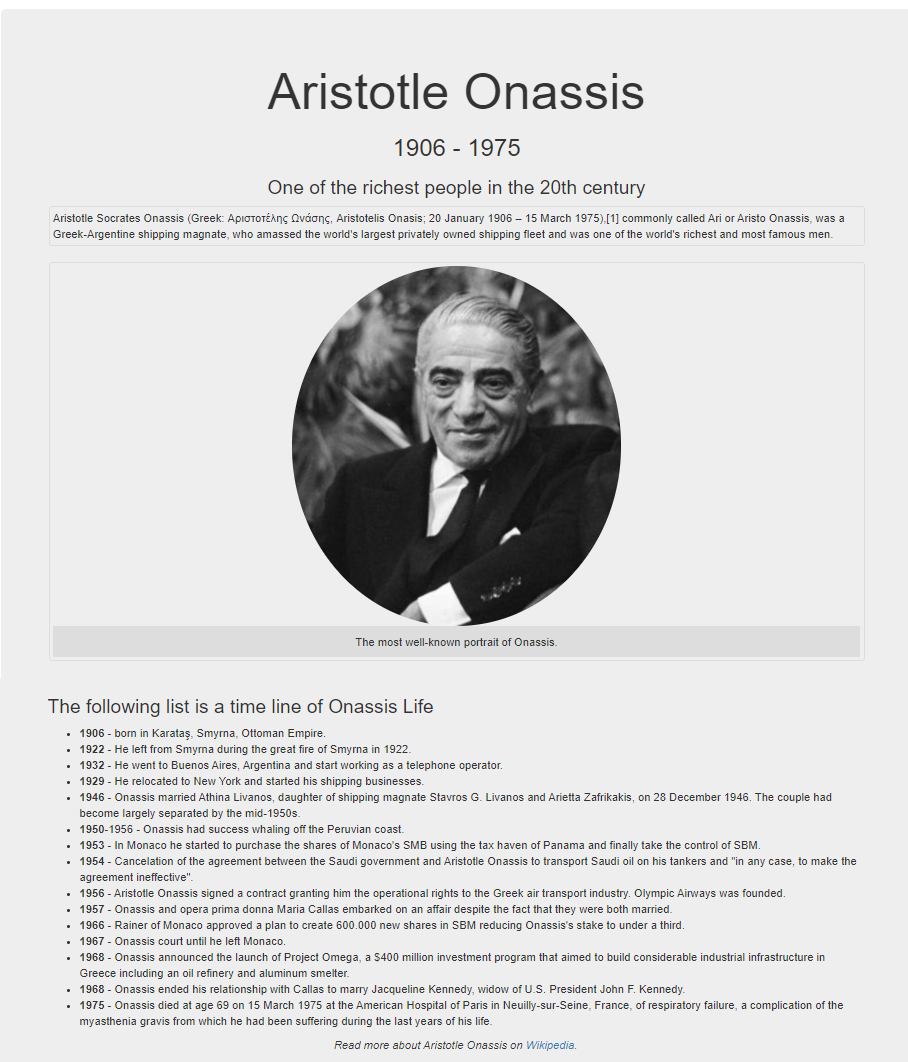 Aristotle Onassis
1906 - 1975
One of the richest people in the 20th century
Aristotle Socrates Onassis (Greek: Αριστοτέλης Ωνάσης, Aristotelis Onasis; 20 January 1906 – 15 March 1975),[1] commonly called Ari or Aristo Onassis, was a
Greek-Argentine shipping magnate, who amassed the world's largest privately owned shipping fleet and was one of the world's richest and most famous men.
The most well-known portrait of Onassis.
The following list is a time line of Onassis Life
• 1906 - born in Karataş, Smyrna, Ottoman Empire.
• 1922 - He left from Smyrna during the great fire of Smyrna in 1922.
• 1932 - He went to Buenos Aires, Argentina and start working as a telephone operator.
• 1929 - He relocated to New York and started his shipping businesses.
• 1946 - Onassis married Athina Livanos, daughter of shipping magnate Stavros G. Livanos and Arietta Zafrikakis, on 28 December 1946. The couple had
become largely separated by the mid-1950s.
• 1950-1956 - Onassis had success whaling off the Peruvian coast.
• 1953 - In Monaco he started to purchase the shares of Monaco's SMB using the tax haven of Panama and finally take the control of SBM.
• 1954 - Cancelation of the agreement between the Saudi government and Aristotle Onassis to transport Saudi oil on his tankers and "in any case, to make the
agreement ineffective".
• 1956 - Aristotle Onassis signed a contract granting him the operational rights to the Greek air transport industry. Olympic Airways was founded.
• 1957 - Onassis and opera prima donna Maria Callas embarked on an affair despite the fact that they were both married.
• 1966 - Rainer of Monaco approved a plan to create 600.000 new shares in SBM reducing Onassis's stake to under a third.
• 1967 - Onassis court until he left Monaco.
• 1968 - Onassis announced the launch of Project Omega, a $400 million investment program that aimed to build considerable industrial infrastructure in
Greece including an oil refinery and aluminum smelter.
• 1968 - Onassis ended his relationship with Callas to marry Jacqueline Kennedy, widow of U.S. President John F. Kennedy.
• 1975 - Onassis died at age 69 on 15 March 1975 at the American Hospital of Paris in Neuilly-sur-Seine, France, of respiratory failure, a complication of the
myasthenia gravis from which he had been suffering during the last years of his life.
Read more about Aristotle Onassis on Wikipedia.